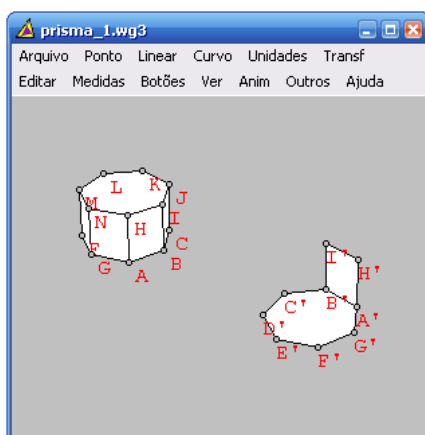 prisma_1.wg3
Arquivo Ponto Linear Curvo Unidades Transf
Editar Medidas Botões Ver Anim Outros Ajuda
L K J
M N H I
F G A B C
I' H'
C' B' A'
D' E' F' G'